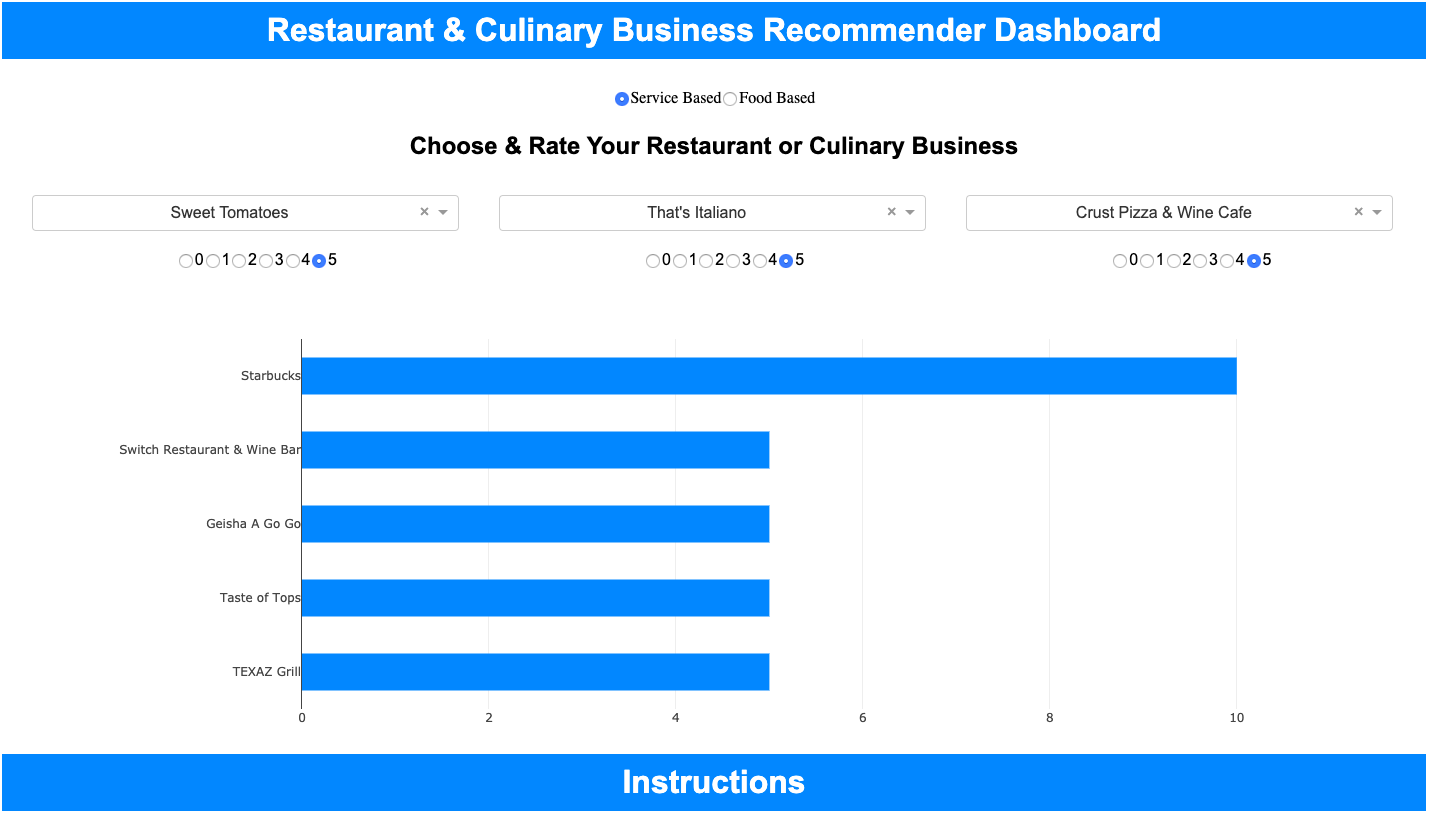 Restaurant & Culinary Business Recommender Dashboard
Service Based Food Based
Choose & Rate Your Restaurant or Culinary Business
Sweet Tomatoes × That's Italiano × Crust Pizza & Wine Cafe ×
0 1 2 3 4 5 0 1 2 3 4 5 0 1 2 3 4 5
Starbucks
Switch Restaurant & Wine Bar
Geisha A Go Go
Taste of Tops
TEXAZ Grill
0 2 4 6 8 10
Instructions